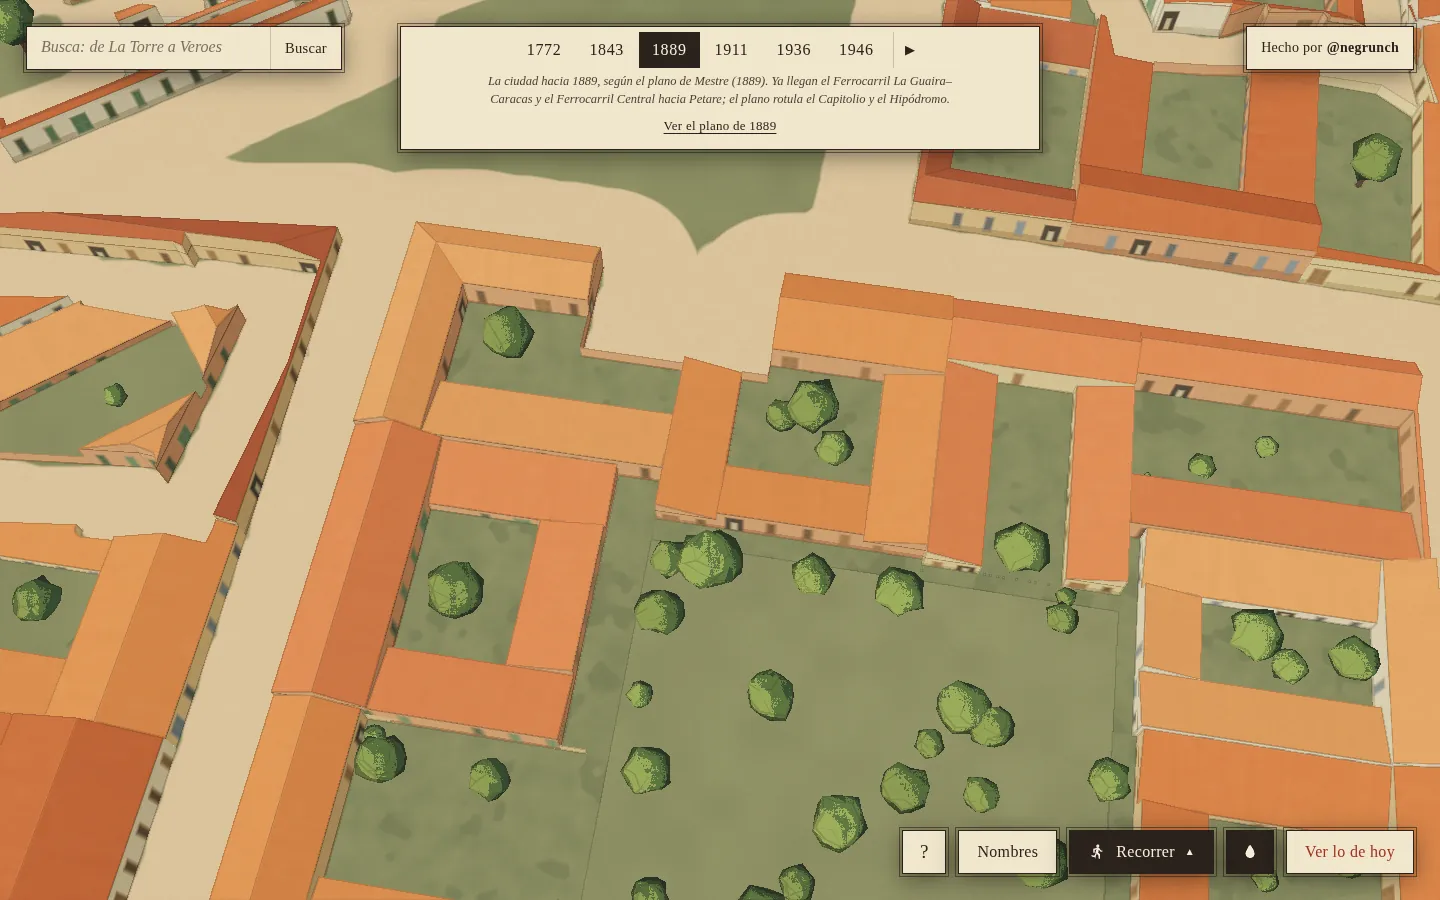 Busca: de La Torre a Veroes
Buscar
1772 1843 1889 1911 1936 1946 ▶
La ciudad hacia 1889, según el plano de Mestre (1889). Ya llegan el Ferrocarril La Guaira–
Caracas y el Ferrocarril Central hacia Petare; el plano rotula el Capitolio y el Hipódromo.
Ver el plano de 1889
Hecho por @negrunch
?
Nombres
Recorrer ▲
Ver lo de hoy